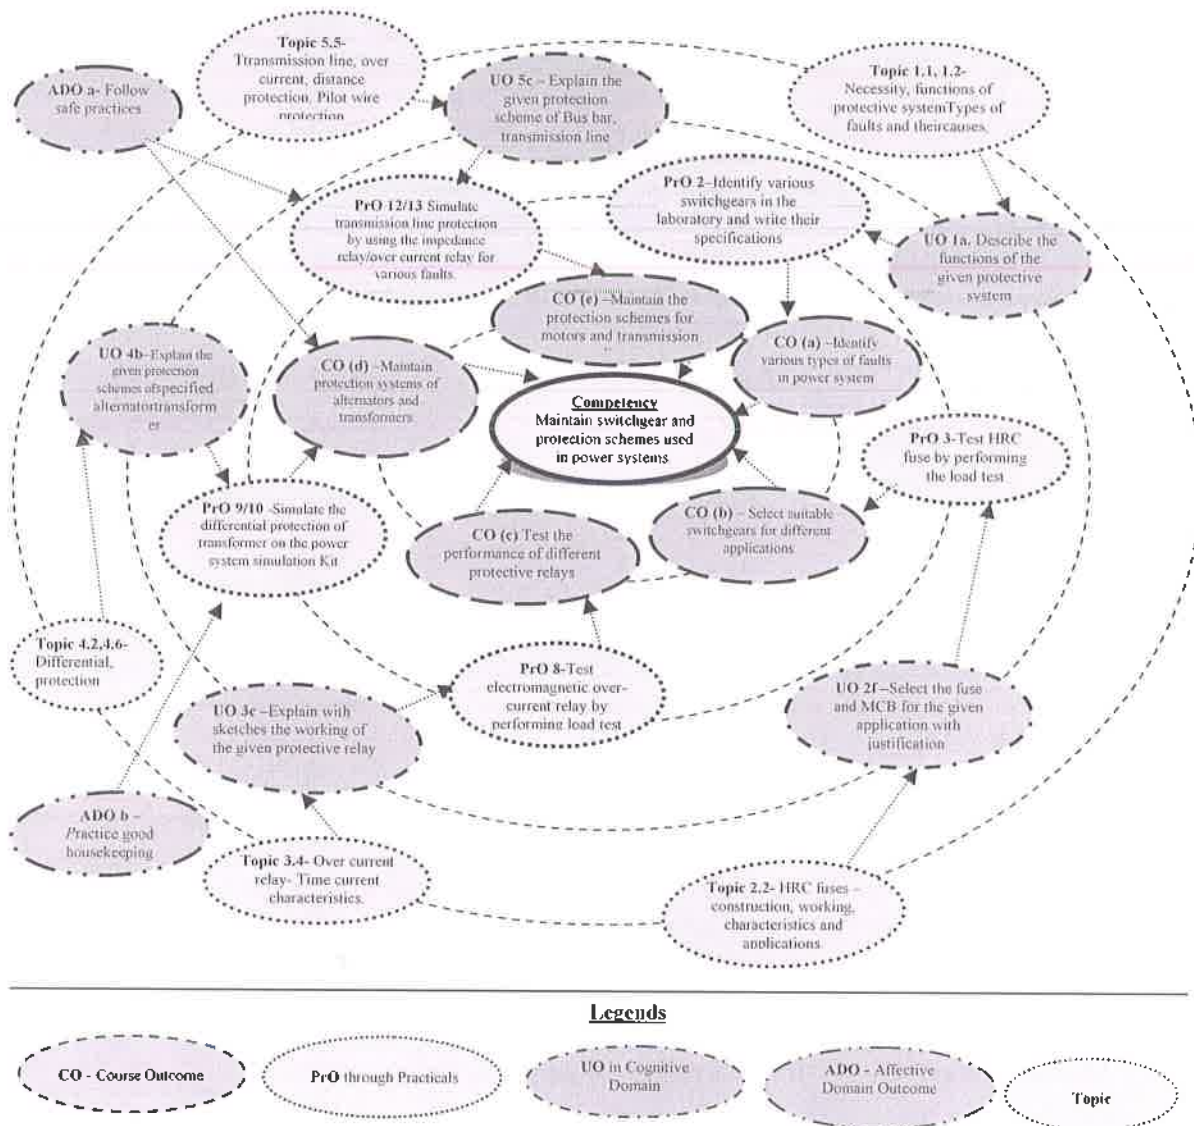 Topic 5.5-
Ttransmission line, over
current, distance
protection, Pilot wire
protection
ADO a- Follow
safe practices
UO 5c – Explain the
given protection
scheme of Bus bar,
transmission line
Topic 1.1, 1.2-
Necessity, functions of
protective systemTypes of
faults and theircauses.
PrO 12/13 Simulate
transmission line protection
by using the impedance
relay/over current relay for
various faults.
PrO 2–Identify various
switchgears in the
laboratory and write their
specifications
UO 1a. Describe the
functions of the
given protective
system
CO (e) –Maintain the
protection schemes for
motors and transmission
UO 4b–Explain the
given protection
schemes ofspecified
alternatortransform
er
CO (d) –Maintain
protection systems of
alternators and
transformers
CO (a) –Identify
various types of faults
in power system
Competency
Maintain switchgear and
protection schemes used
in power systems
PrO 3-Test HRC
fuse by performing
the load test
PrO 9/10 -Simulate the
differential protection of
transformer on the power
system simulation Kit
CO (c) Test the
performance of different
protective relays
CO (b) – Select suitable
switchgears for different
applications
Topic 4.2,4.6-
Differential,
protection
PrO 8-Test
electromagnetic over-
current relay by
performing load test
UO 3c –Explain with
sketches the working of
the given protective relay
UO 2f –Select the fuse
and MCB for the given
application with
justification
ADO b –
Practice good
housekeeping
Topic 3.4- Over current
relay- Time current
characteristics.
Topic 2.2- HRC fuses –
construction, working,
characteristics and
applications
Legends
CO - Course Outcome
PrO through Practicals
UO in Cognitive
Domain
ADO - Affective
Domain Outcome
Topic